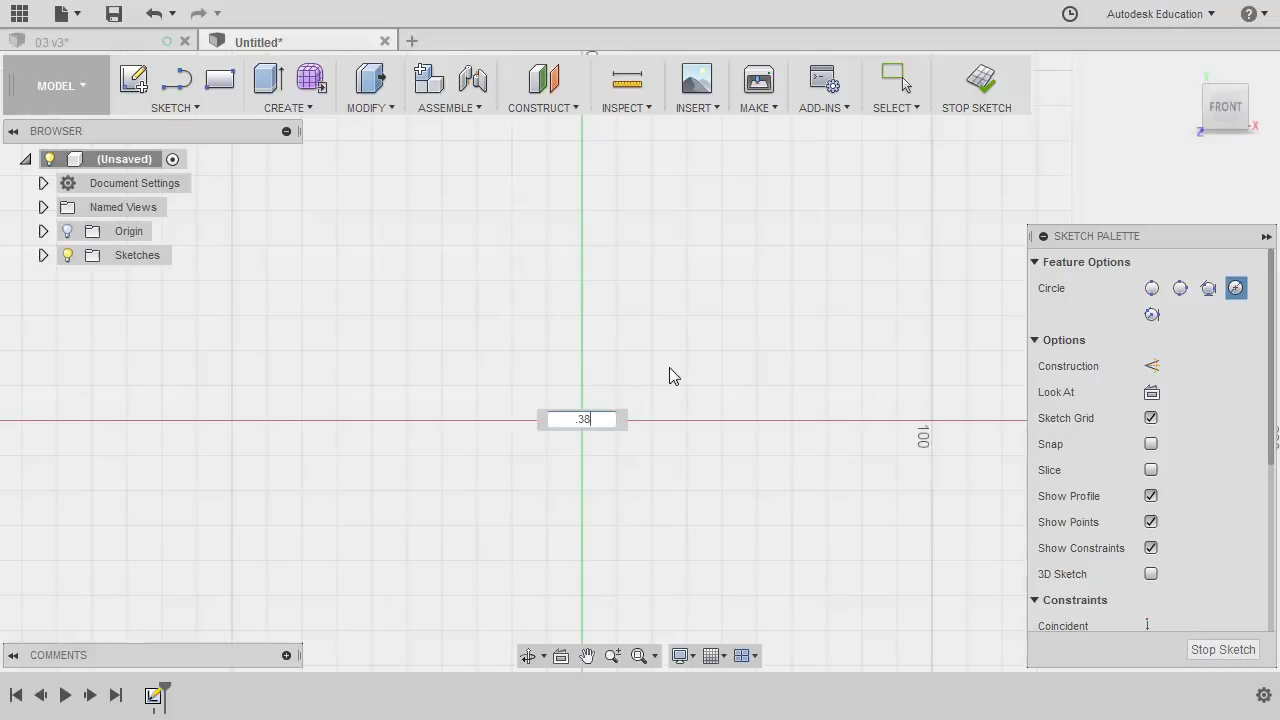 Autodesk Education
03 v3*
Untitled*
MODEL
SKETCH
CREATE
MODIFY
ASSEMBLE
CONSTRUCT
INSPECT
INSERT
MAKE
ADD-INS
SELECT
STOP SKETCH
FRONT
X
Z
BROWSER
(Unsaved)
Document Settings
Named Views
Origin
Sketches
.38
100
SKETCH PALETTE
Feature Options
Circle
Options
Construction
Look At
Sketch Grid
Snap
Slice
Show Profile
Show Points
Show Constraints
3D Sketch
Constraints
Coincident
Stop Sketch
COMMENTS